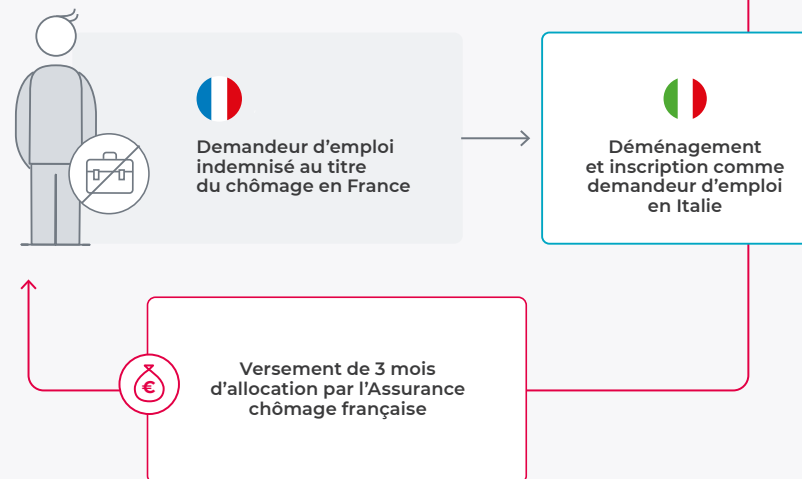 Demandeur d’emploi
indemnisé au titre
du chômage en France
Déménagement
et inscription comme
demandeur d’emploi
en Italie
€
Versement de 3 mois
d’allocation par l’Assurance
chômage française